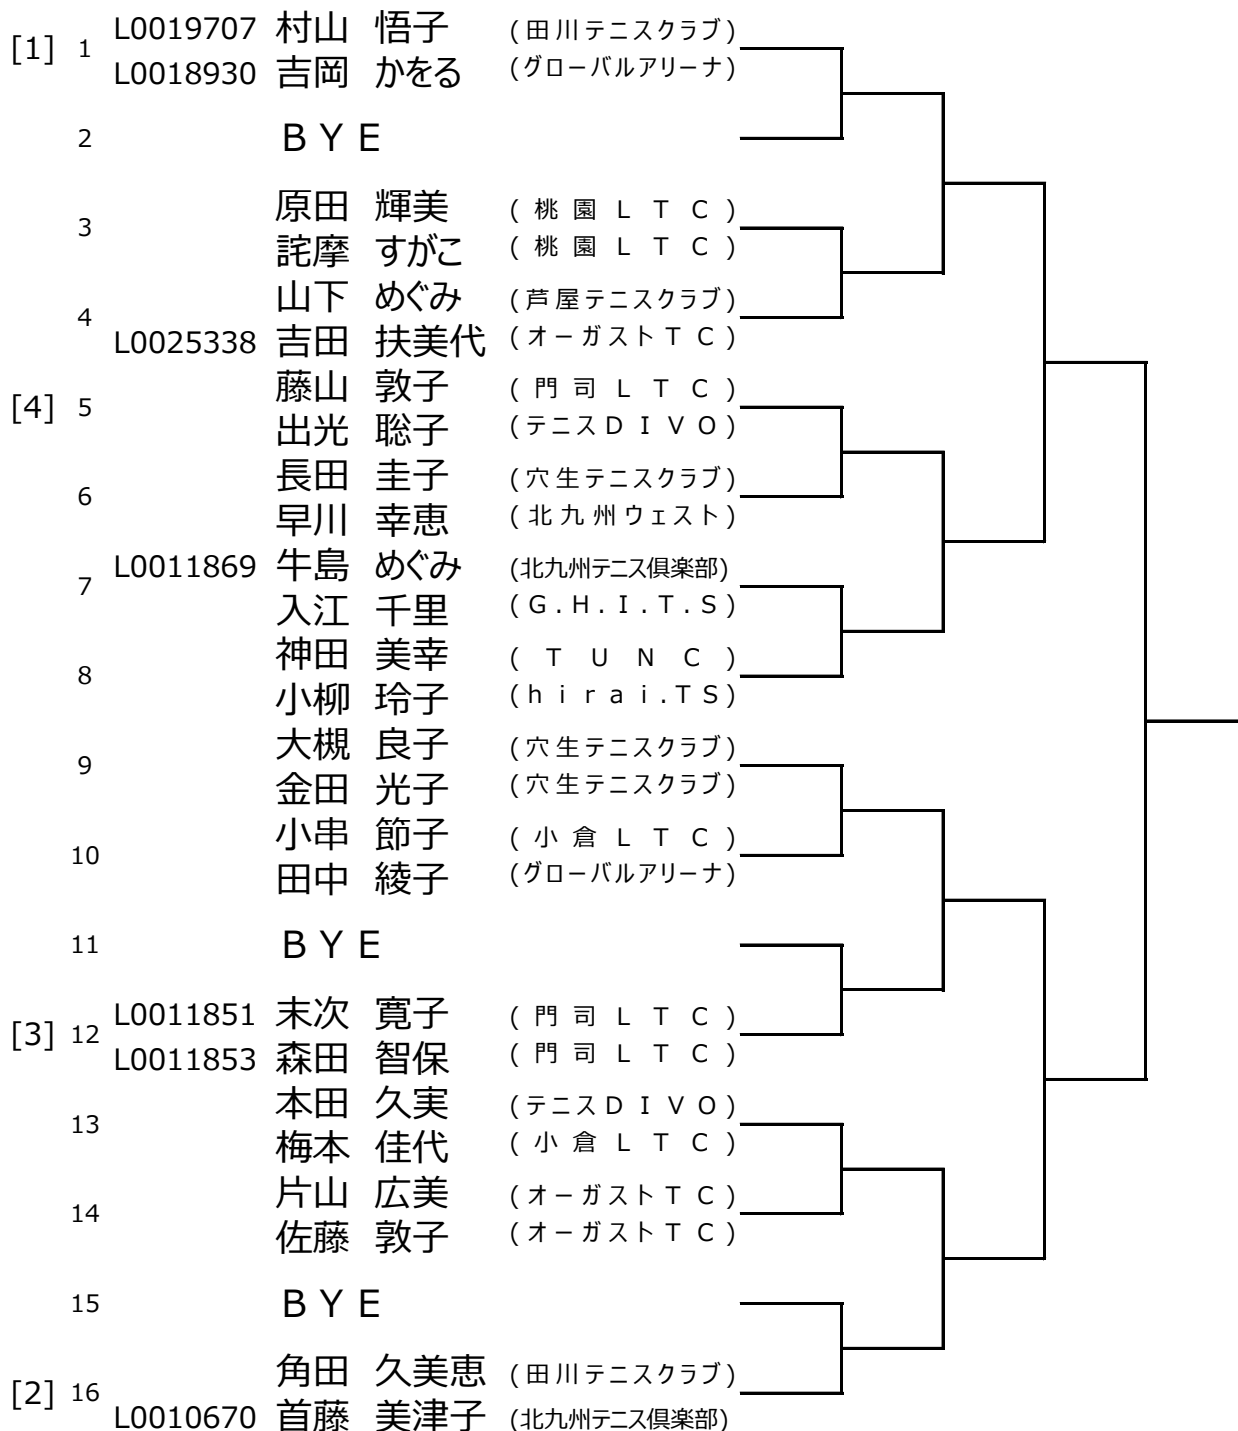 L0019707 村山 悟子 (田川テニスクラブ)
[1] 1
L0018930 吉岡 かをる (グローバルアリーナ)
2 ＢＹＥ
原田 輝美 (桃園ＬＴＣ)
3
詫摩 すがこ (桃園ＬＴＣ)
山下 めぐみ (芦屋テニスクラブ)
4
L0025338 吉田 扶美代 (オーガストＴＣ)
藤山 敦子 (門司ＬＴＣ)
[4] 5
出光 聡子 (テニスＤＩＶＯ)
長田 圭子 (穴生テニスクラブ)
6
早川 幸恵 (北九州ウェスト)
L0011869 牛島 めぐみ (北九州テニス倶楽部)
7
入江 千里 (G.H.I.T.S)
神田 美幸 (ＴＵＮＣ)
8
小柳 玲子 (hirai.TS)
大槻 良子 (穴生テニスクラブ)
9
金田 光子 (穴生テニスクラブ)
小串 節子 (小倉ＬＴＣ)
10
田中 綾子 (グローバルアリーナ)
11 ＢＹＥ
L0011851 末次 寛子 (門司ＬＴＣ)
[3] 12
L0011853 森田 智保 (門司ＬＴＣ)
本田 久実 (テニスＤＩＶＯ)
13
梅本 佳代 (小倉ＬＴＣ)
片山 広美 (オーガストＴＣ)
14
佐藤 敦子 (オーガストＴＣ)
15 ＢＹＥ
角田 久美恵 (田川テニスクラブ)
[2] 16
L0010670 首藤 美津子 (北九州テニス倶楽部)